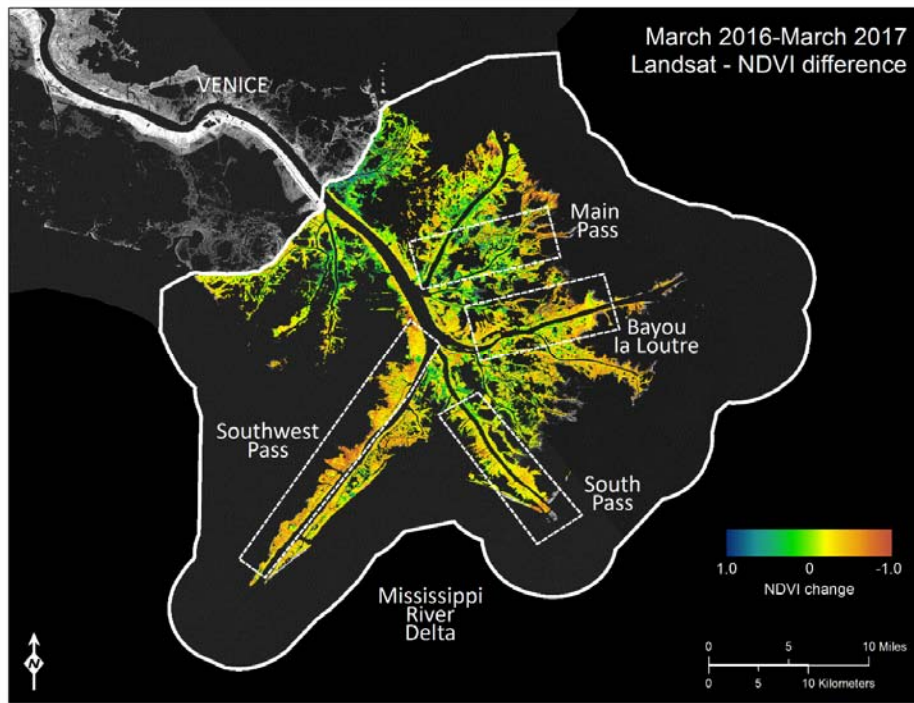 March 2016-March 2017
Landsat - NDVI difference
VENICE
Main
Pass
Bayou
la Loutre
Southwest
Pass
South
Pass
1.0 0 -1.0
NDVI change
Mississippi
River
Delta
0 5 10 Miles
0 5 10 Kilometers
N